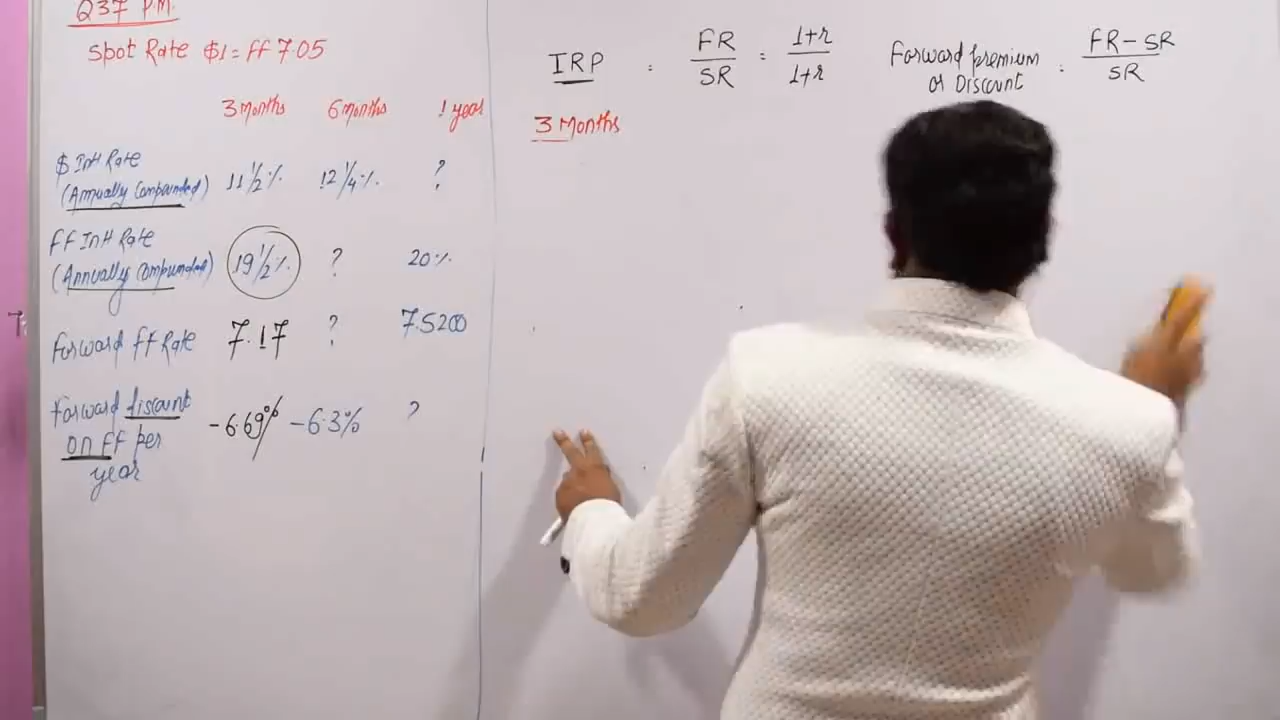 Q37 P.M.
Spot Rate $1 = FF 7.05
3 Months 6 Months 1 year
$ Int Rate
(Annually Compounded) 11 1/2 % 12 1/4 % ?
FF Int Rate
(Annually Compounded) 19 1/2 % ? 20%
Forward FF Rate 7.17 ? 7.5200
Forward discount
on FF per
year
-6.69% -6.3% ?
IRP : FR/SR = 1+r/1+r
Forward premium
or Discount : FR-SR/SR
3 Months